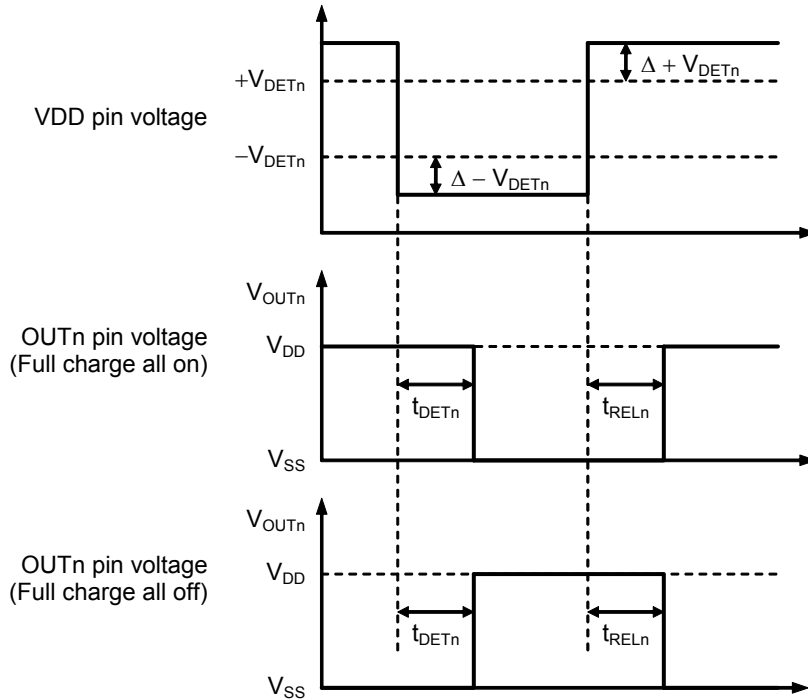 +VDETn
Δ + VDETn
VDD pin voltage
−VDETn
Δ − VDETn
VOUTn
OUTn pin voltage
(Full charge all on)
VDD
tDETn
tRELn
VSS
VOUTn
OUTn pin voltage
(Full charge all off)
VDD
tDETn
tRELn
VSS